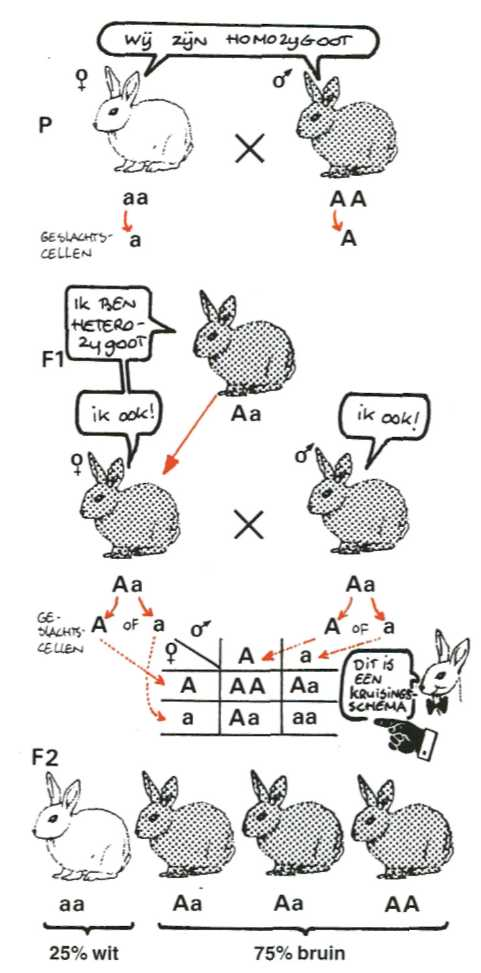 WIJ ZIJN HOMOZYGOOT
♀ ♂
P ×
aa AA
GESLACHTS-
CELLEN
a A
IK BEN
HETERO-
ZYGOOT
F1
Aa
ik ook!
ik ook!
♀ ♂
×
Aa Aa
GE-
SLACHTS-
CELLEN
A OF a
A OF a
♂
♀
A a
A AA Aa
a Aa aa
DIT IS
EEN
KRUISINGS-
SCHEMA
F2
aa Aa Aa AA
25% wit 75% bruin